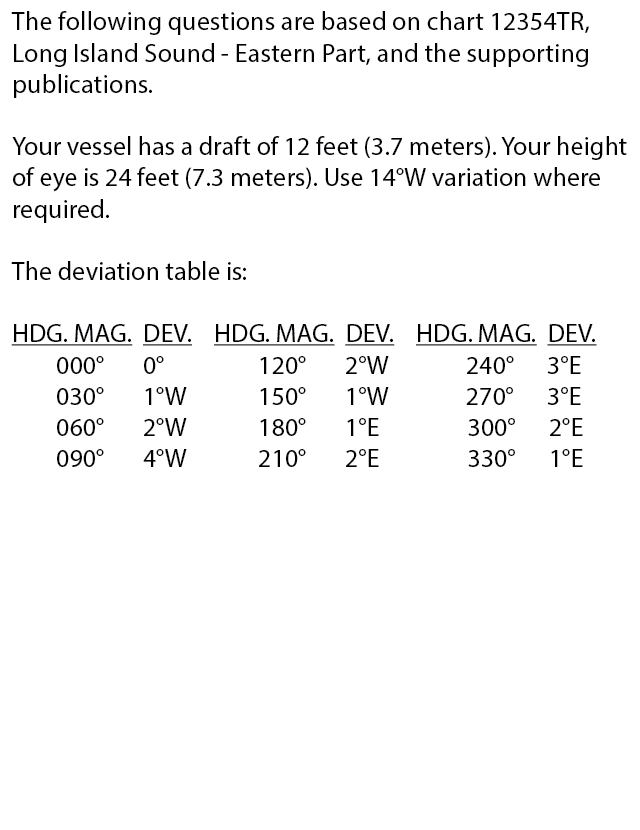 The following questions are based on chart 12354TR,
Long Island Sound - Eastern Part, and the supporting
publications.
Your vessel has a draft of 12 feet (3.7 meters). Your height
of eye is 24 feet (7.3 meters). Use 14°W variation where
required.
The deviation table is:
HDG. MAG. DEV. HDG. MAG. DEV. HDG. MAG. DEV.
000° 0° 120° 2°W 240° 3°E
030° 1°W 150° 1°W 270° 3°E
060° 2°W 180° 1°E 300° 2°E
090° 4°W 210° 2°E 330° 1°E